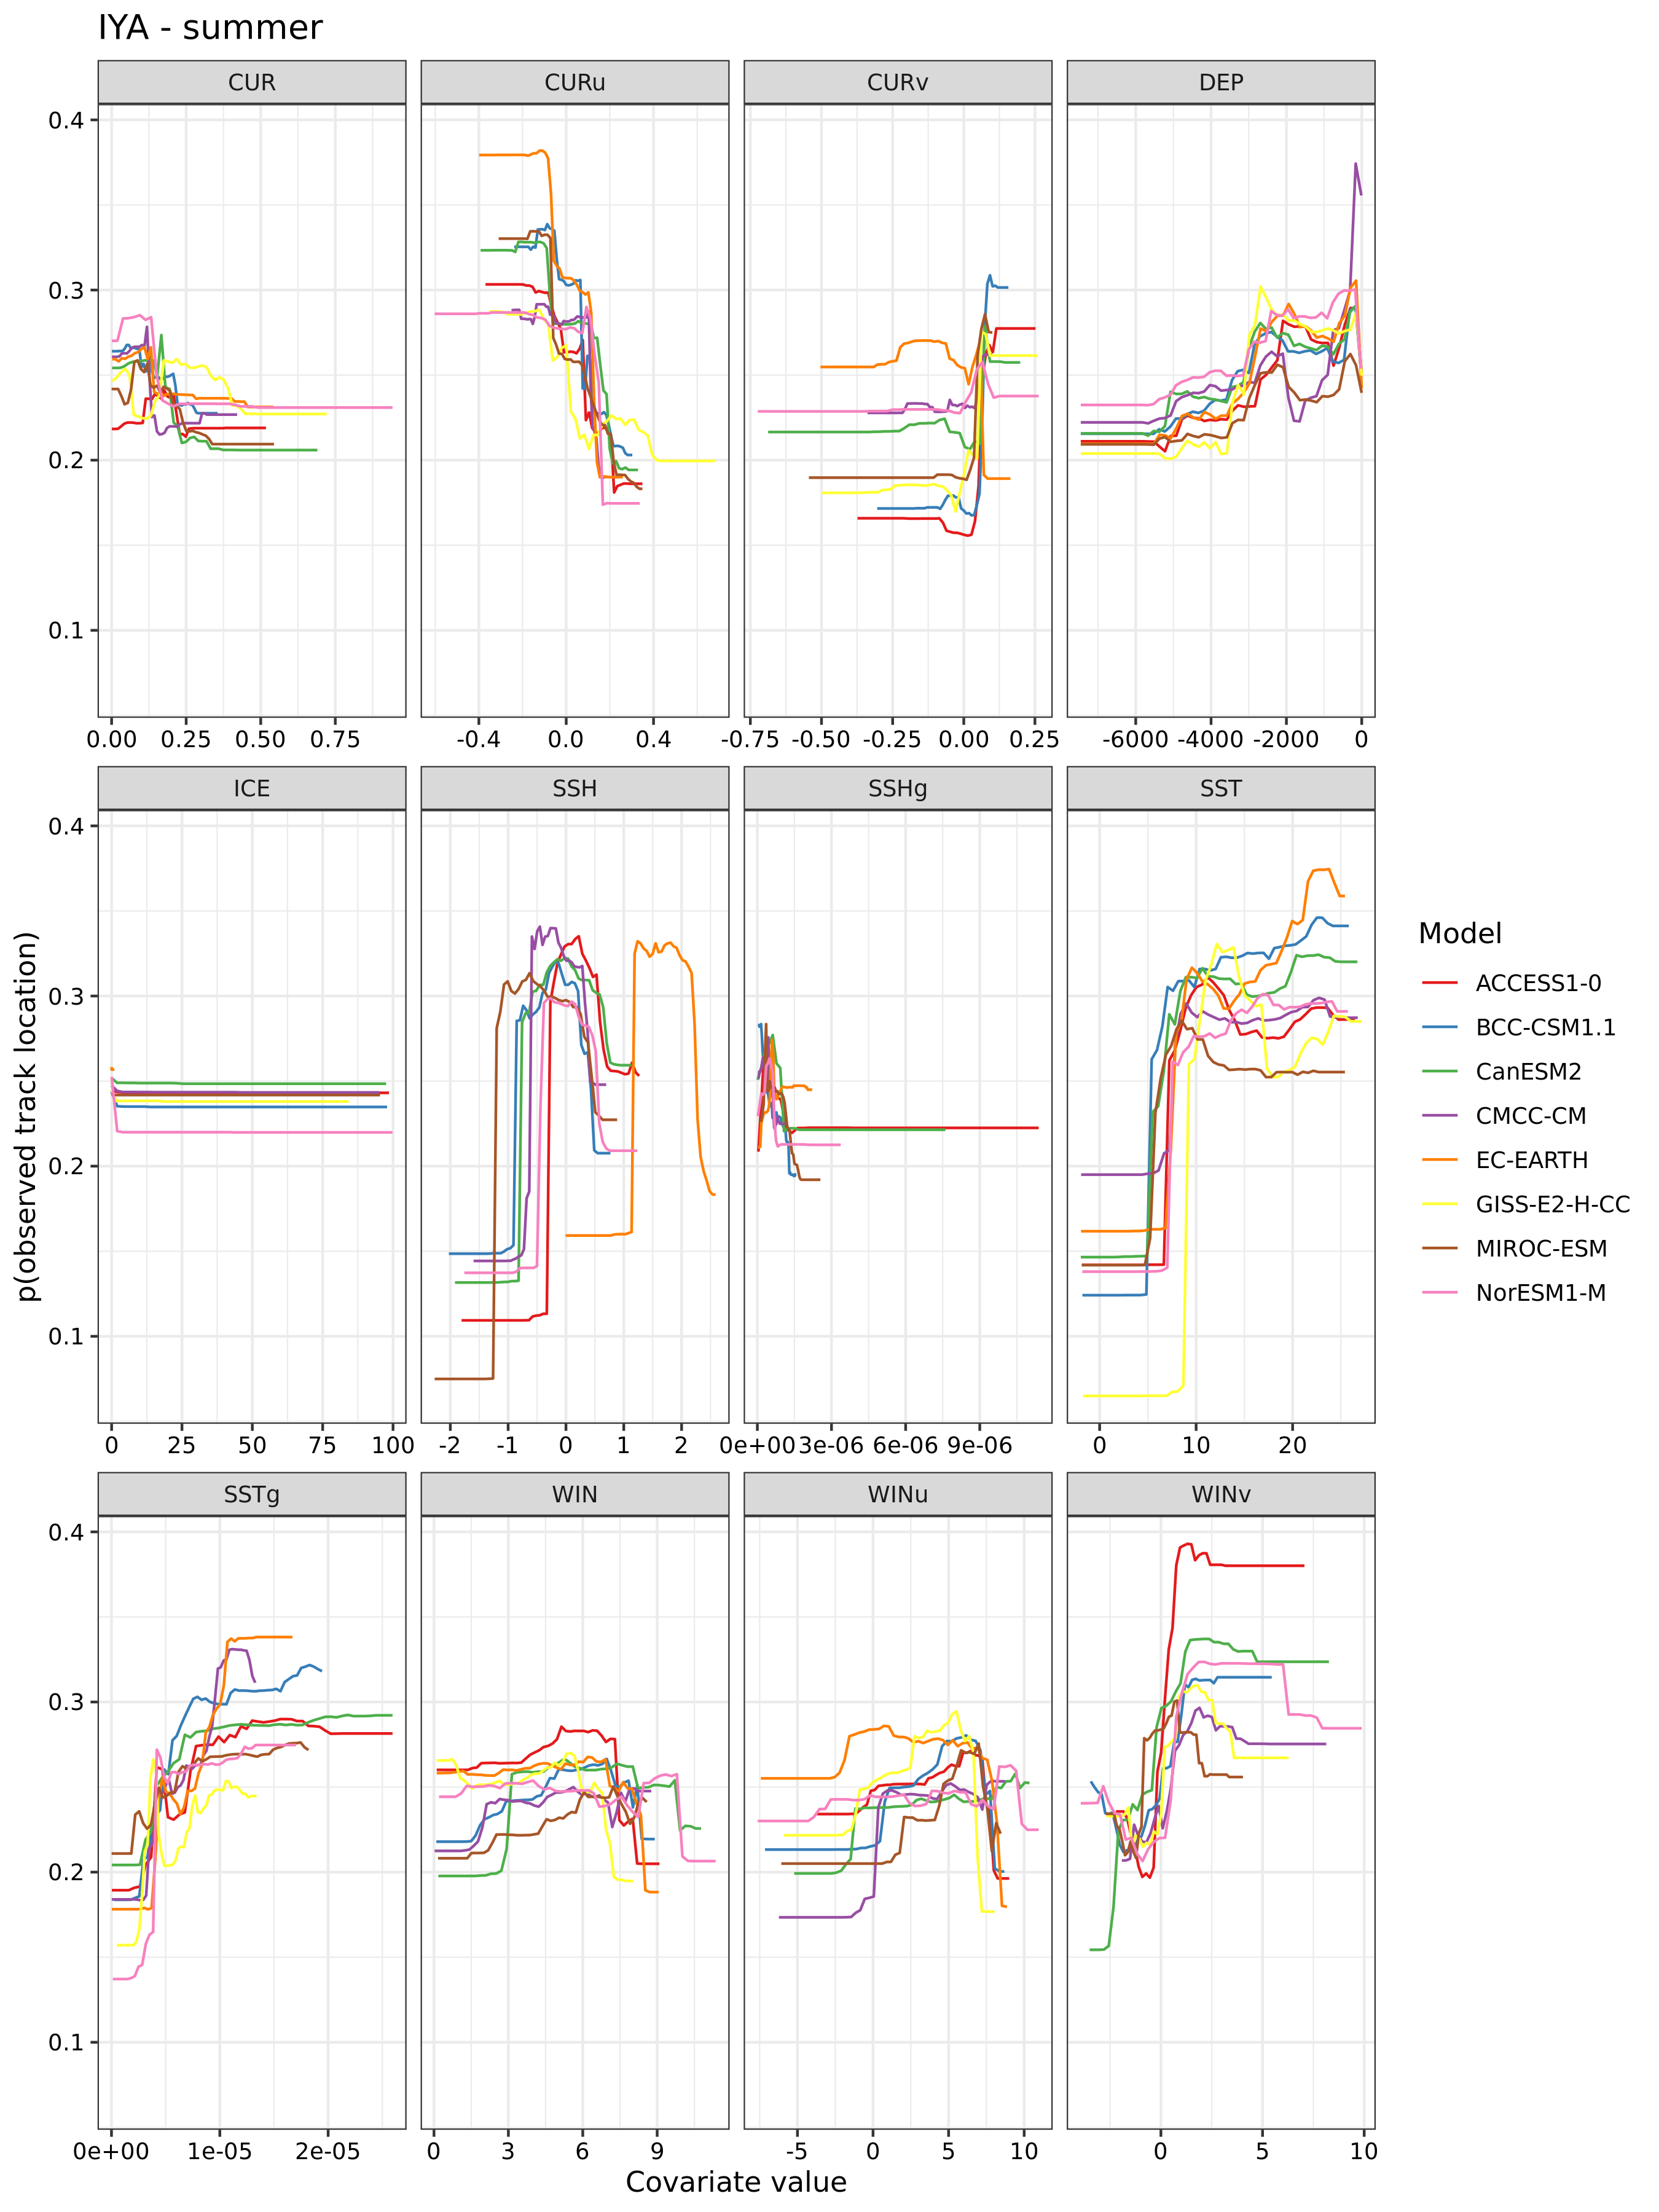 IYA - summer
CUR CURu CURv DEP
0.4
0.3
0.2
0.1
0.00 0.25 0.50 0.75 -0.4 0.0 0.4 -0.75 -0.50 -0.25 0.00 0.25 -6000 -4000 -2000 0
ICE SSH SSHg SST
0.4
0.3
0.2
0.1
0 25 50 75 100 -2 -1 0 1 2 0e+00 3e-06 6e-06 9e-06 0 10 20
SSTg WIN WINu WINv
0.4
0.3
0.2
0.1
0e+00 1e-05 2e-05 0 3 6 9 -5 0 5 10 0 5 10
Covariate value
p(observed track location)
Model
ACCESS1-0
BCC-CSM1.1
CanESM2
CMCC-CM
EC-EARTH
GISS-E2-H-CC
MIROC-ESM
NorESM1-M